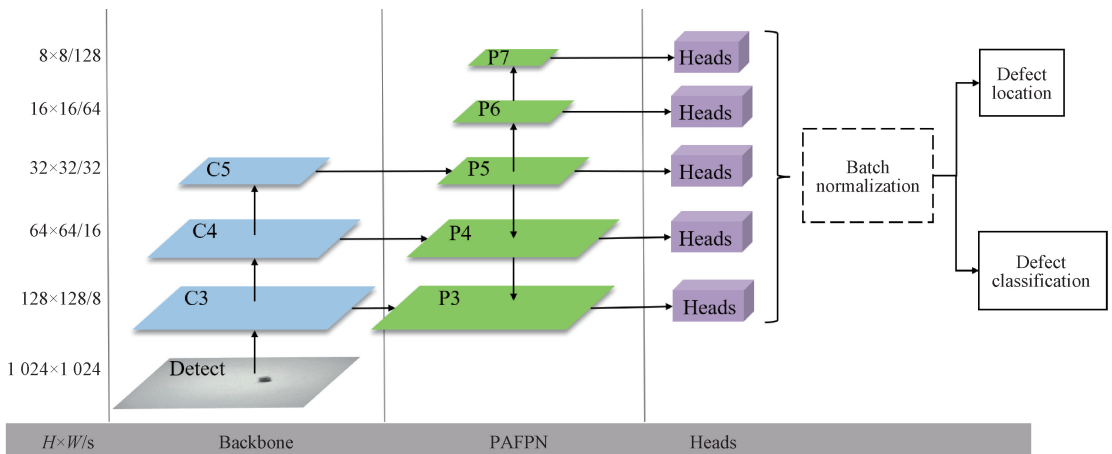 8×8/128
P7
Heads
16×16/64
P6
Heads
Defect
location
32×32/32
C5
P5
Heads
Batch
normalization
64×64/16
C4
P4
Heads
Defect
classification
128×128/8
C3
P3
Heads
1 024×1 024
Detect
H×W/s
Backbone
PAFPN
Heads